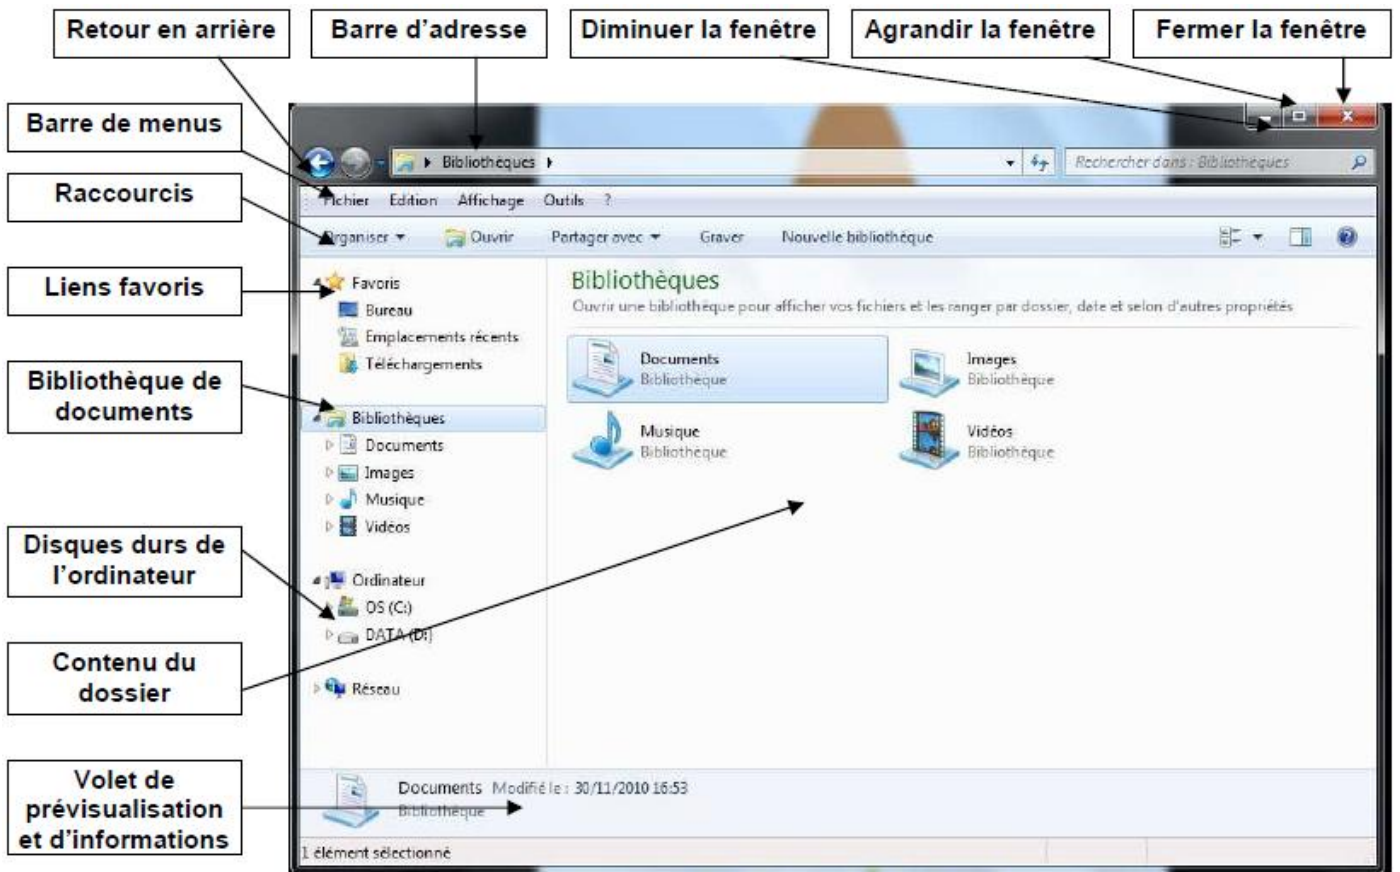 Retour en arrière
Barre d'adresse
Diminuer la fenêtre
Agrandir la fenêtre
Fermer la fenêtre
Barre de menus
Raccourcis
Liens favoris
Bibliothèque de
documents
Disques durs de
l'ordinateur
Contenu du
dossier
Volet de
prévisualisation
et d'informations
Bibliothèques
Rechercher dans : Bibliothèques
Fichier Edition Affichage Outils ?
Organiser Ouvrir Partager avec Graver Nouvelle bibliothèque
Favoris
Bureau
Emplacements récents
Téléchargements
Bibliothèques
Documents
Images
Musique
Vidéos
Ordinateur
OS (C:)
DATA (D:)
Réseau
Bibliothèques
Ouvrir une bibliothèque pour afficher vos fichiers et les ranger par dossier, date et selon d'autres propriétés
Documents
Bibliothèque
Images
Bibliothèque
Musique
Bibliothèque
Vidéos
Bibliothèque
Documents Modifié le : 30/11/2010 16:53
Bibliothèque
1 élément sélectionné